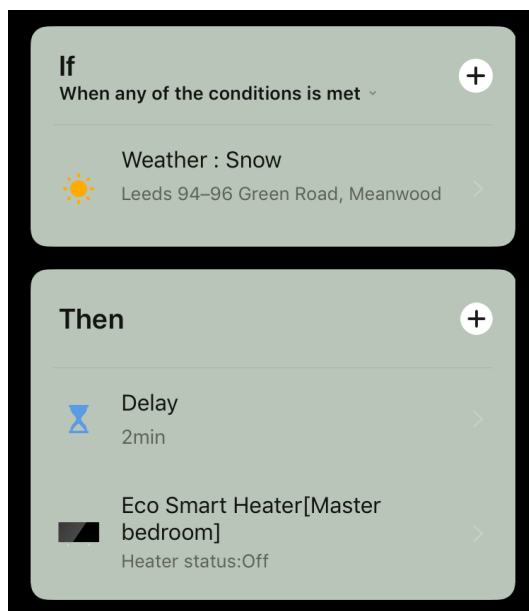 If
When any of the conditions is met
Weather : Snow
Leeds 94–96 Green Road, Meanwood
Then
Delay
2min
Eco Smart Heater[Master
bedroom]
Heater status:Off